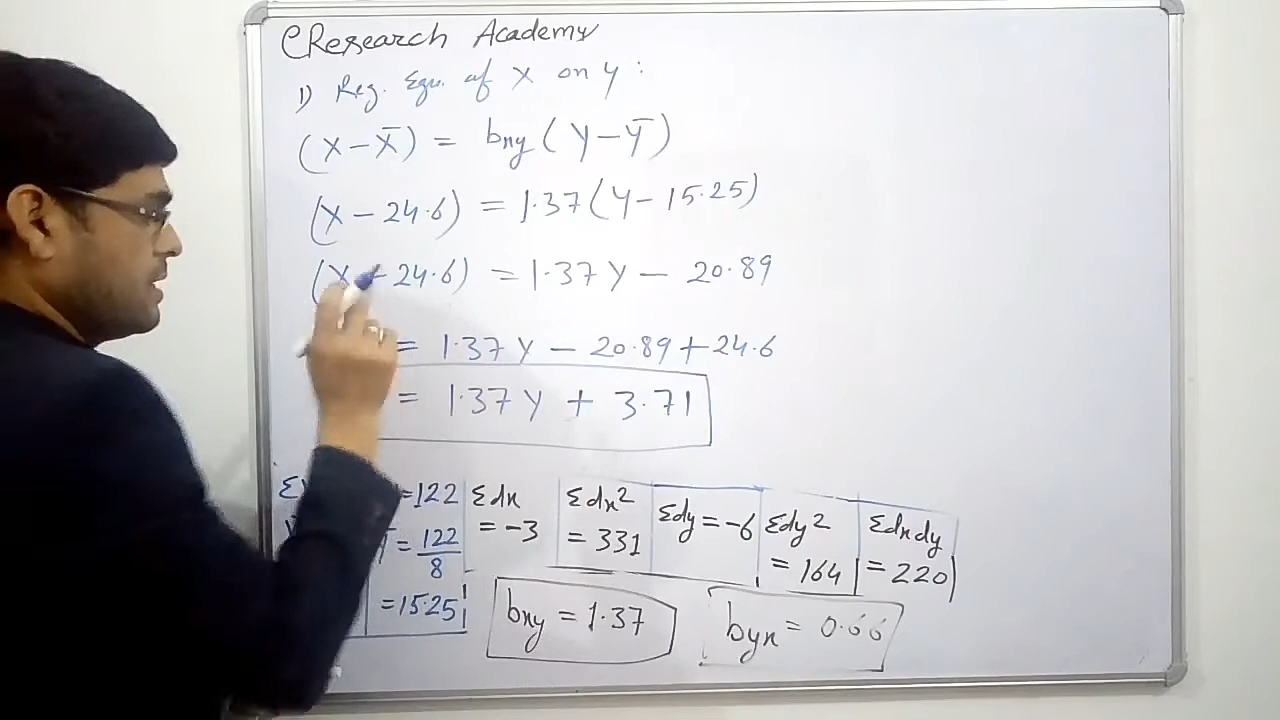 CResearch Academy
1) Reg. Equ. of X on Y :
(X - X̄) = bxy ( Y - Ȳ )
(X - 24.6) = 1.37 (Y - 15.25)
(X - 24.6) = 1.37 Y - 20.89
= 1.37 Y - 20.89 + 24.6
= 1.37 Y + 3.71
=122
= 122/8
=15.25
Σdx
= -3
Σdx²
= 331
Σdy = -6
Σdy²
= 164
Σdxdy
= 220
bxy = 1.37
byx = 0.66